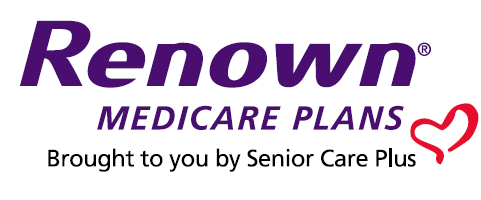 Renown®
MEDICARE PLANS
Brought to you by Senior Care Plus